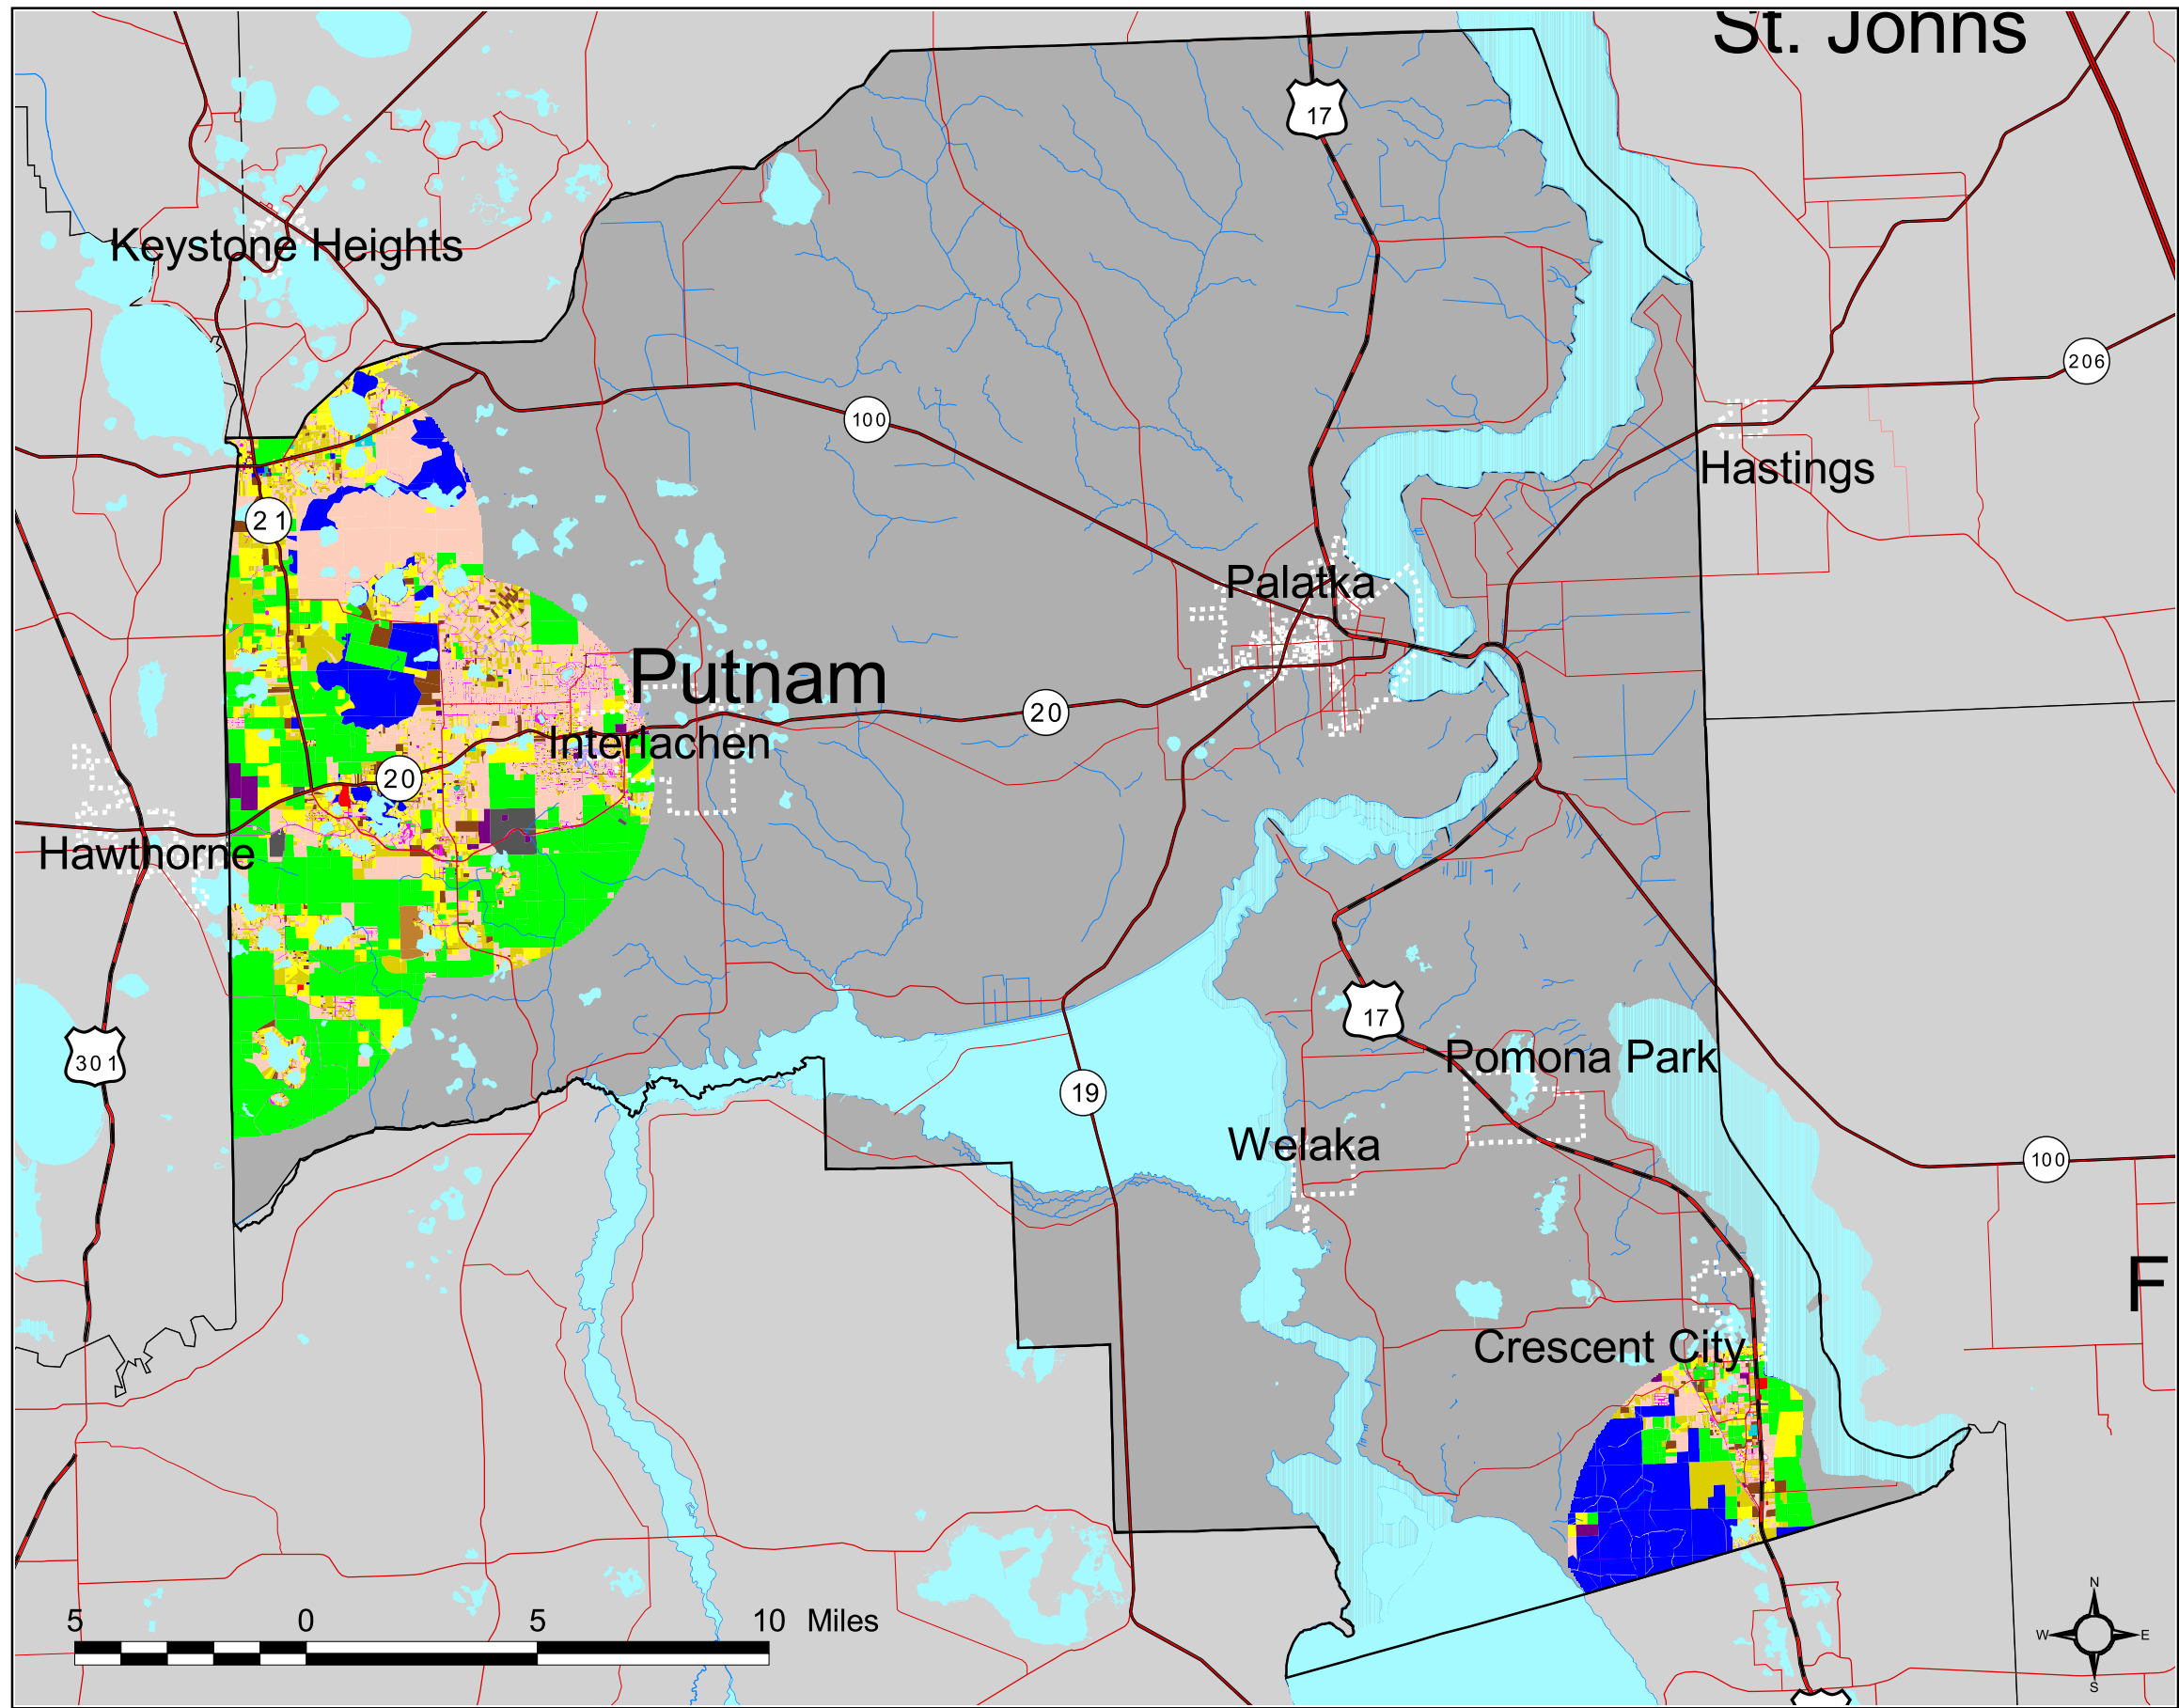 St. Johns
17
Keystone Heights
206
100
Hastings
21
Palatka
Putnam
20
Interlachen
20
Hawthorne
17
301
Pomona Park
19
Welaka
100
F
Crescent City
5 0 5 10 Miles
N
W E
S